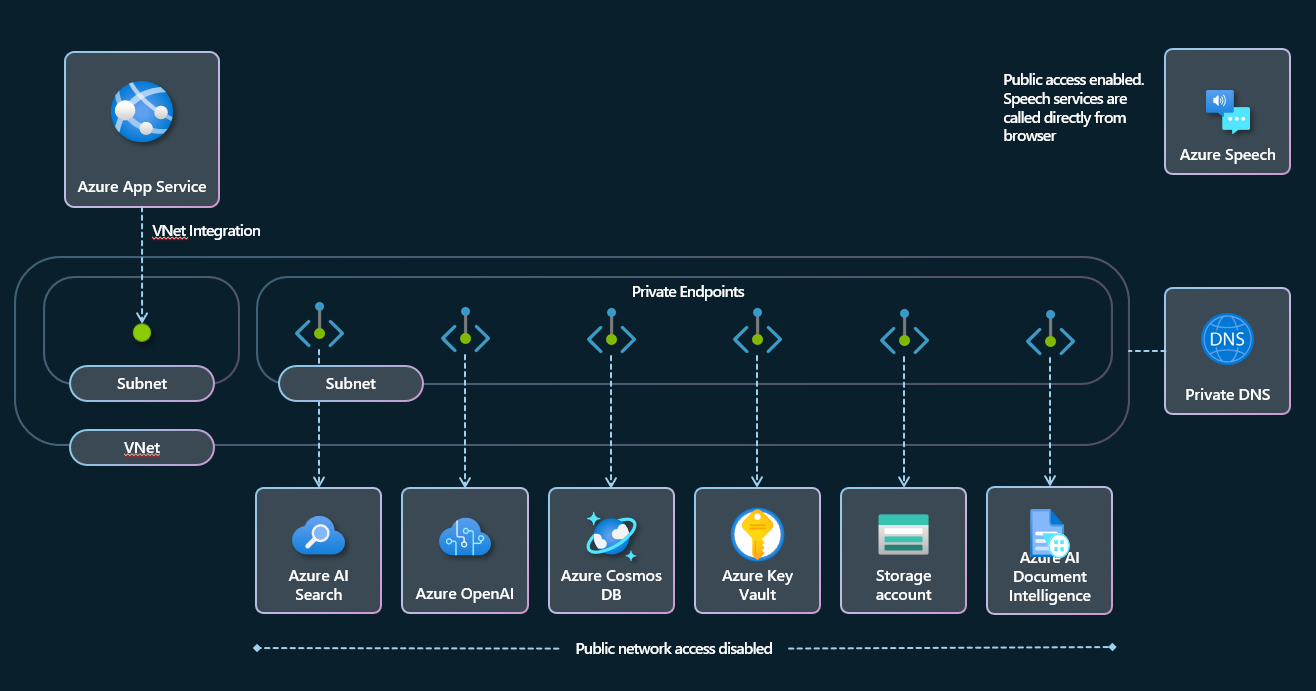 Azure App Service
Public access enabled.
Speech services are
called directly from
browser
Azure Speech
VNet Integration
Private Endpoints
DNS
Private DNS
Subnet
Subnet
VNet
Azure AI
Search
Azure OpenAI
Azure Cosmos
DB
Azure Key
Vault
Storage
account
Azure AI
Document
Intelligence
Public network access disabled